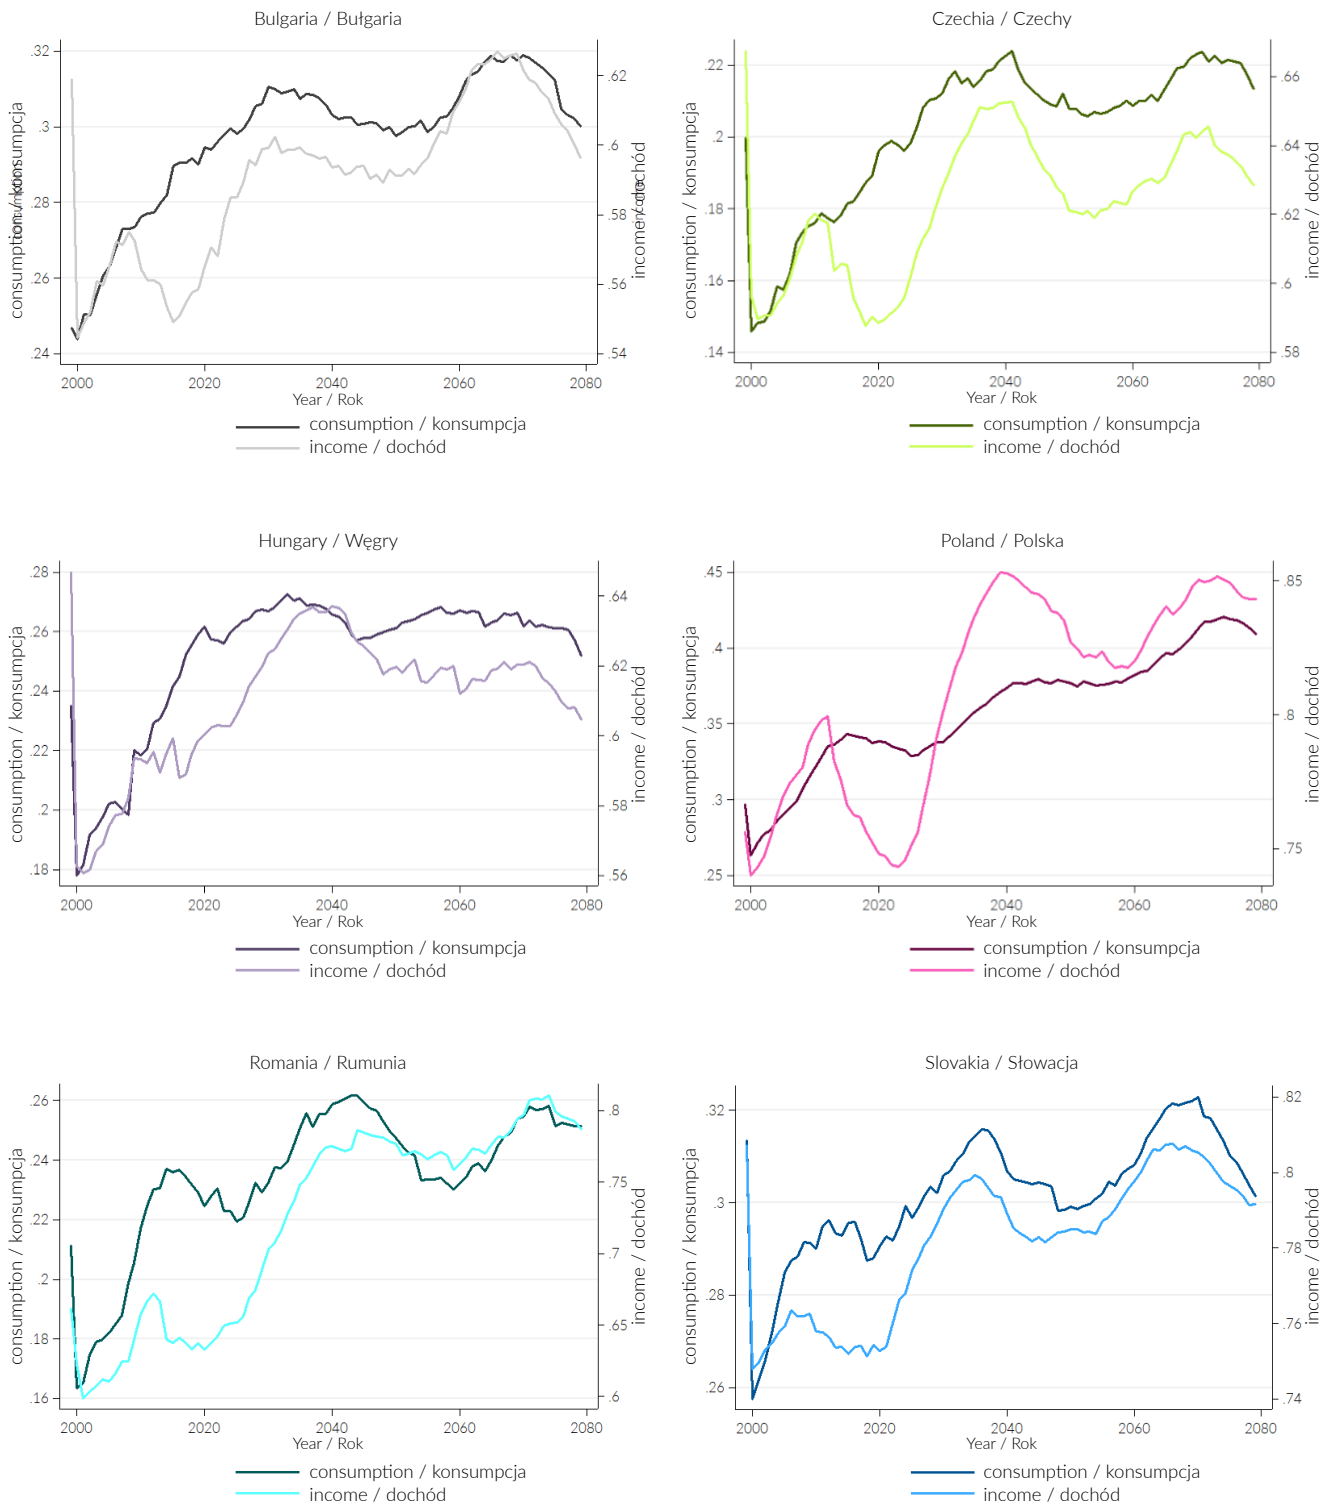 Bulgaria / Bułgaria
consumption / konsumpcja
.32
.3
.28
.26
.24
.62
.6
.58
.56
.54
income / dochód
2000 2020 2040 2060 2080
Year / Rok
consumption / konsumpcja
income / dochód
Czechia / Czechy
consumption / konsumpcja
.22
.2
.18
.16
.14
.66
.64
.62
.6
.58
income / dochód
2000 2020 2040 2060 2080
Year / Rok
consumption / konsumpcja
income / dochód
Hungary / Węgry
consumption / konsumpcja
.28
.26
.24
.22
.2
.18
.64
.62
.6
.58
.56
income / dochód
2000 2020 2040 2060 2080
Year / Rok
consumption / konsumpcja
income / dochód
Poland / Polska
consumption / konsumpcja
.45
.4
.35
.3
.25
.85
.8
.75
income / dochód
2000 2020 2040 2060 2080
Year / Rok
consumption / konsumpcja
income / dochód
Romania / Rumunia
consumption / konsumpcja
.26
.24
.22
.2
.18
.16
.8
.75
.7
.65
.6
income / dochód
2000 2020 2040 2060 2080
Year / Rok
consumption / konsumpcja
income / dochód
Slovakia / Słowacja
consumption / konsumpcja
.32
.3
.28
.26
.82
.8
.78
.76
.74
income / dochód
2000 2020 2040 2060 2080
Year / Rok
consumption / konsumpcja
income / dochód